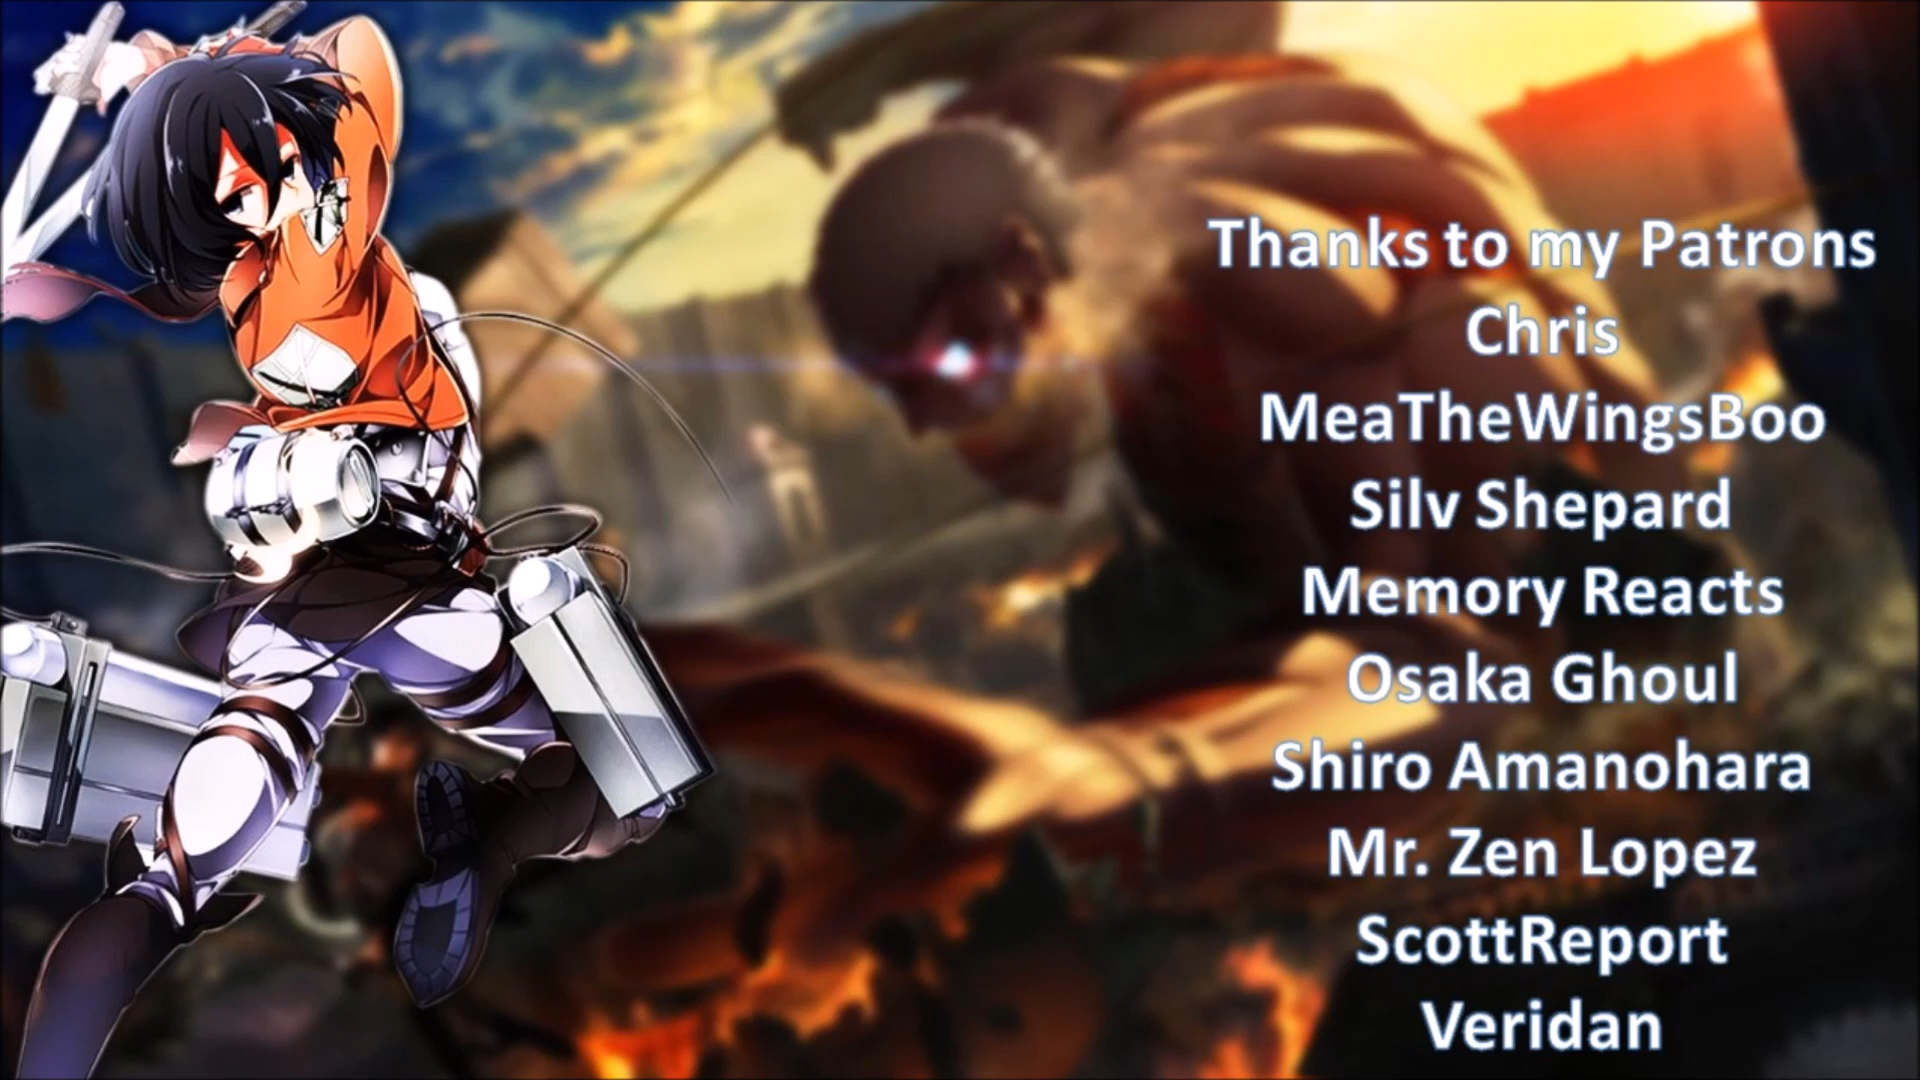 Thanks to my Patrons
Chris
MeaTheWingsBoo
Silv Shepard
Memory Reacts
Osaka Ghoul
Shiro Amanohara
Mr. Zen Lopez
ScottReport
Veridan